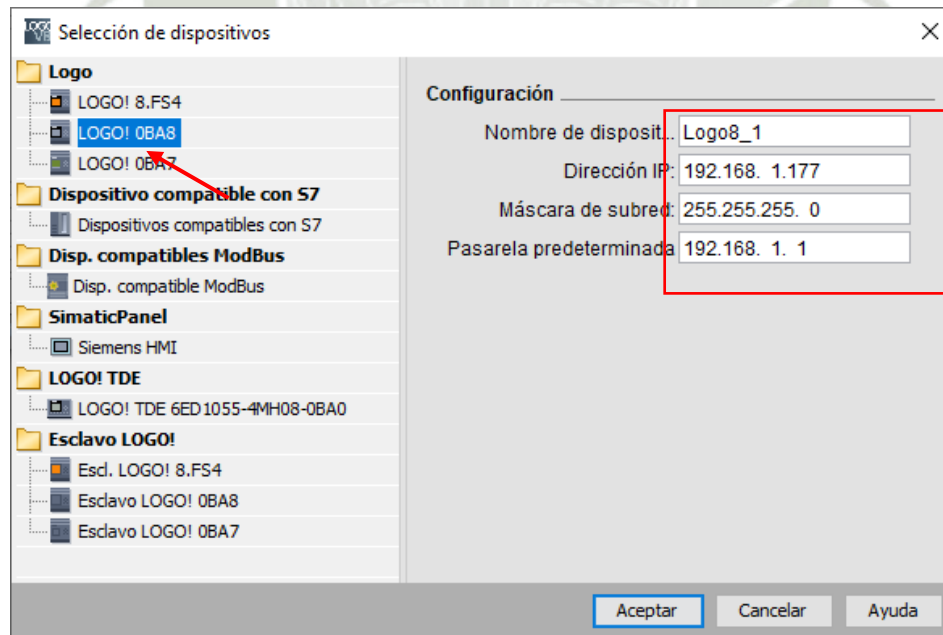 Selección de dispositivos
Logo
LOGO! 8.FS4
LOGO! 0BA8
LOGO! 0BA7
Dispositivo compatible con S7
Dispositivos compatibles con S7
Disp. compatibles ModBus
Disp. compatible ModBus
SimaticPanel
Siemens HMI
LOGO! TDE
LOGO! TDE 6ED1055-4MH08-0BA0
Esclavo LOGO!
Escl. LOGO! 8.FS4
Esclavo LOGO! 0BA8
Esclavo LOGO! 0BA7
Configuración
Nombre de disposit... Logo8_1
Dirección IP: 192.168. 1.177
Máscara de subred: 255.255.255. 0
Pasarela predeterminada 192.168. 1. 1
Aceptar Cancelar Ayuda